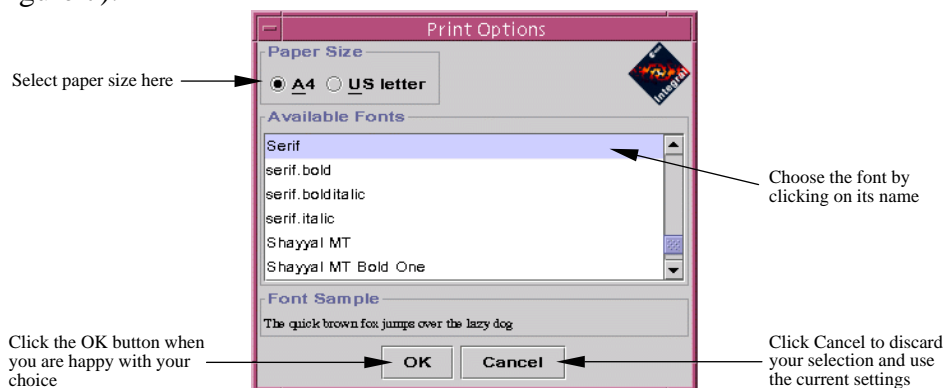 Print Options
Paper Size
Select paper size here
A4 US letter
Integral
Available Fonts
Serif
serif.bold
serif.bolditalic
serif.italic
Shayyal MT
Shayyal MT Bold One
Choose the font by
clicking on its name
Font Sample
The quick brown fox jumps over the lazy dog
Click the OK button when
you are happy with your
choice
OK Cancel
Click Cancel to discard
your selection and use
the current settings